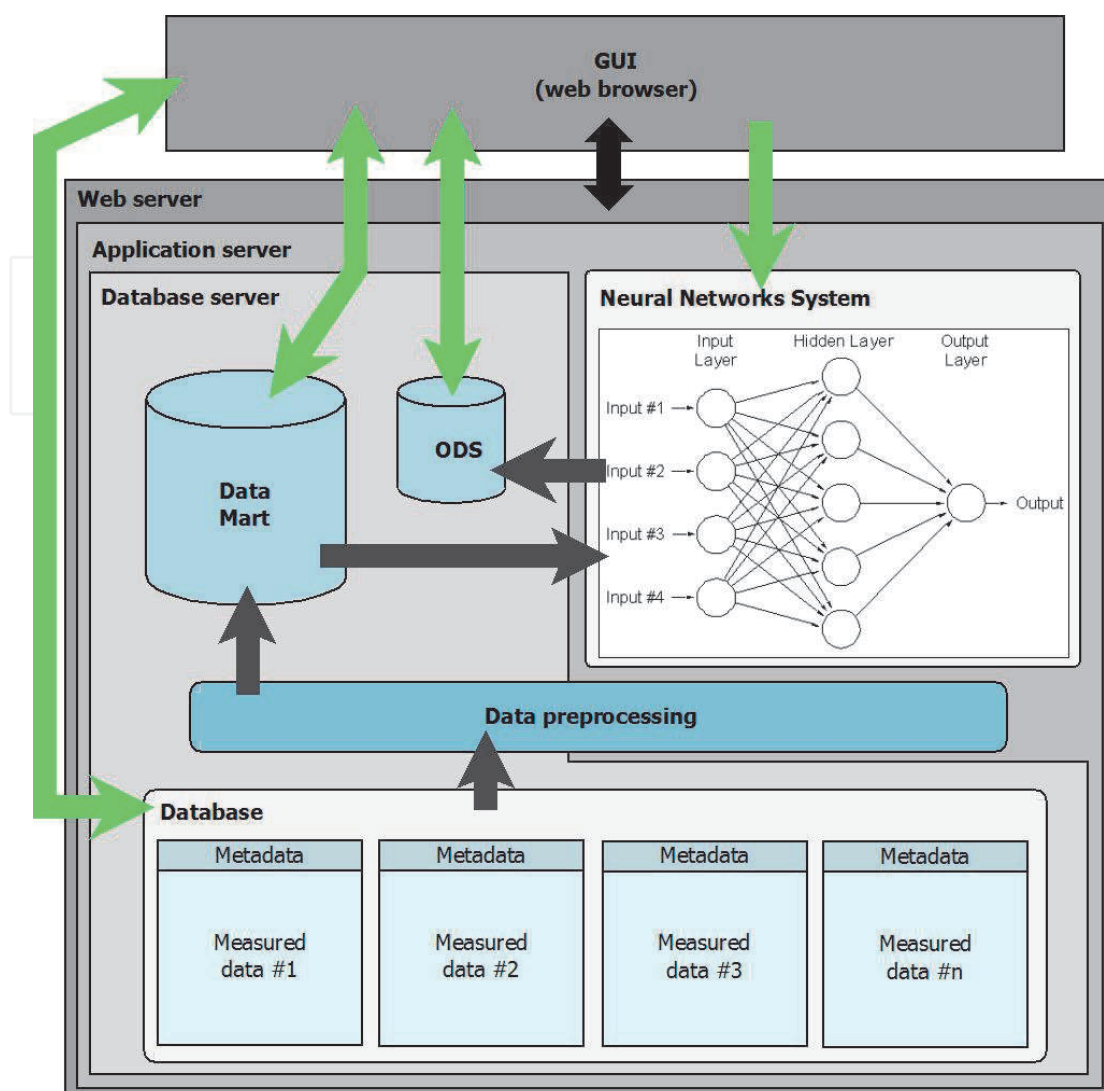 GUI
(web browser)
Web server
Application server
Database server
Neural Networks System
Input
Layer
Hidden Layer
Output
Layer
Input #1
Input #2
Input #3
Input #4
Output
ODS
Data
Mart
Data preprocessing
Database
Metadata
Metadata
Metadata
Metadata
Measured
data #1
Measured
data #2
Measured
data #3
Measured
data #n